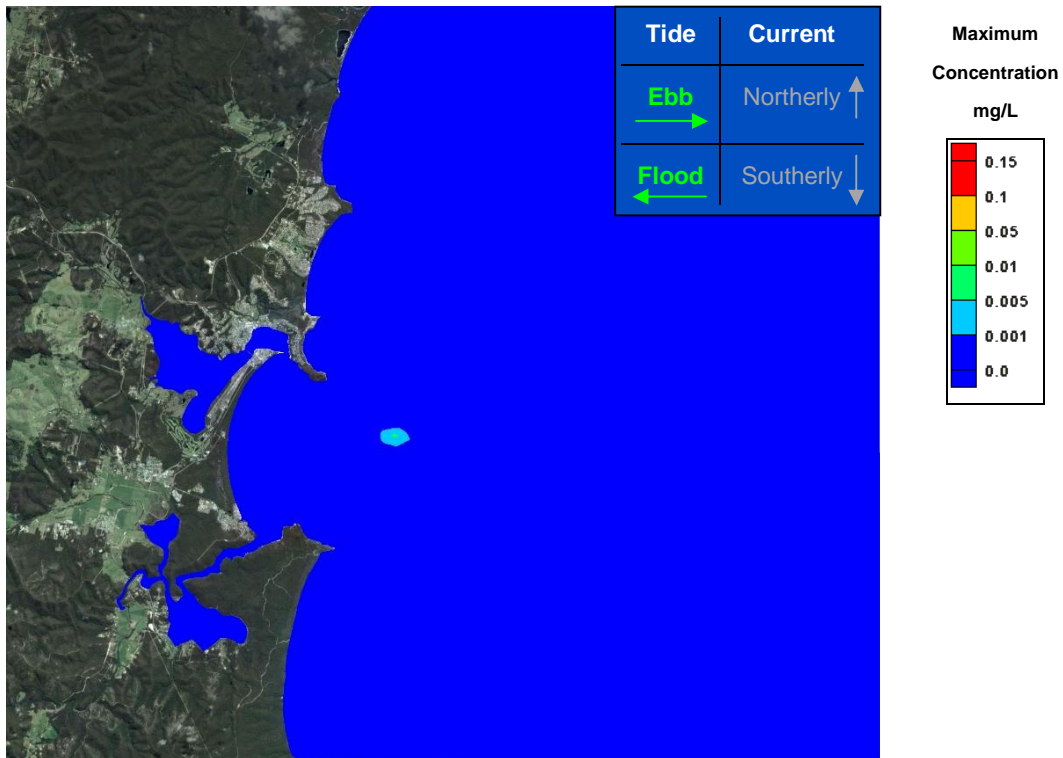 Tide Current
Ebb Northerly
Flood Southerly
Maximum
Concentration
mg/L
0.15
0.1
0.05
0.01
0.005
0.001
0.0